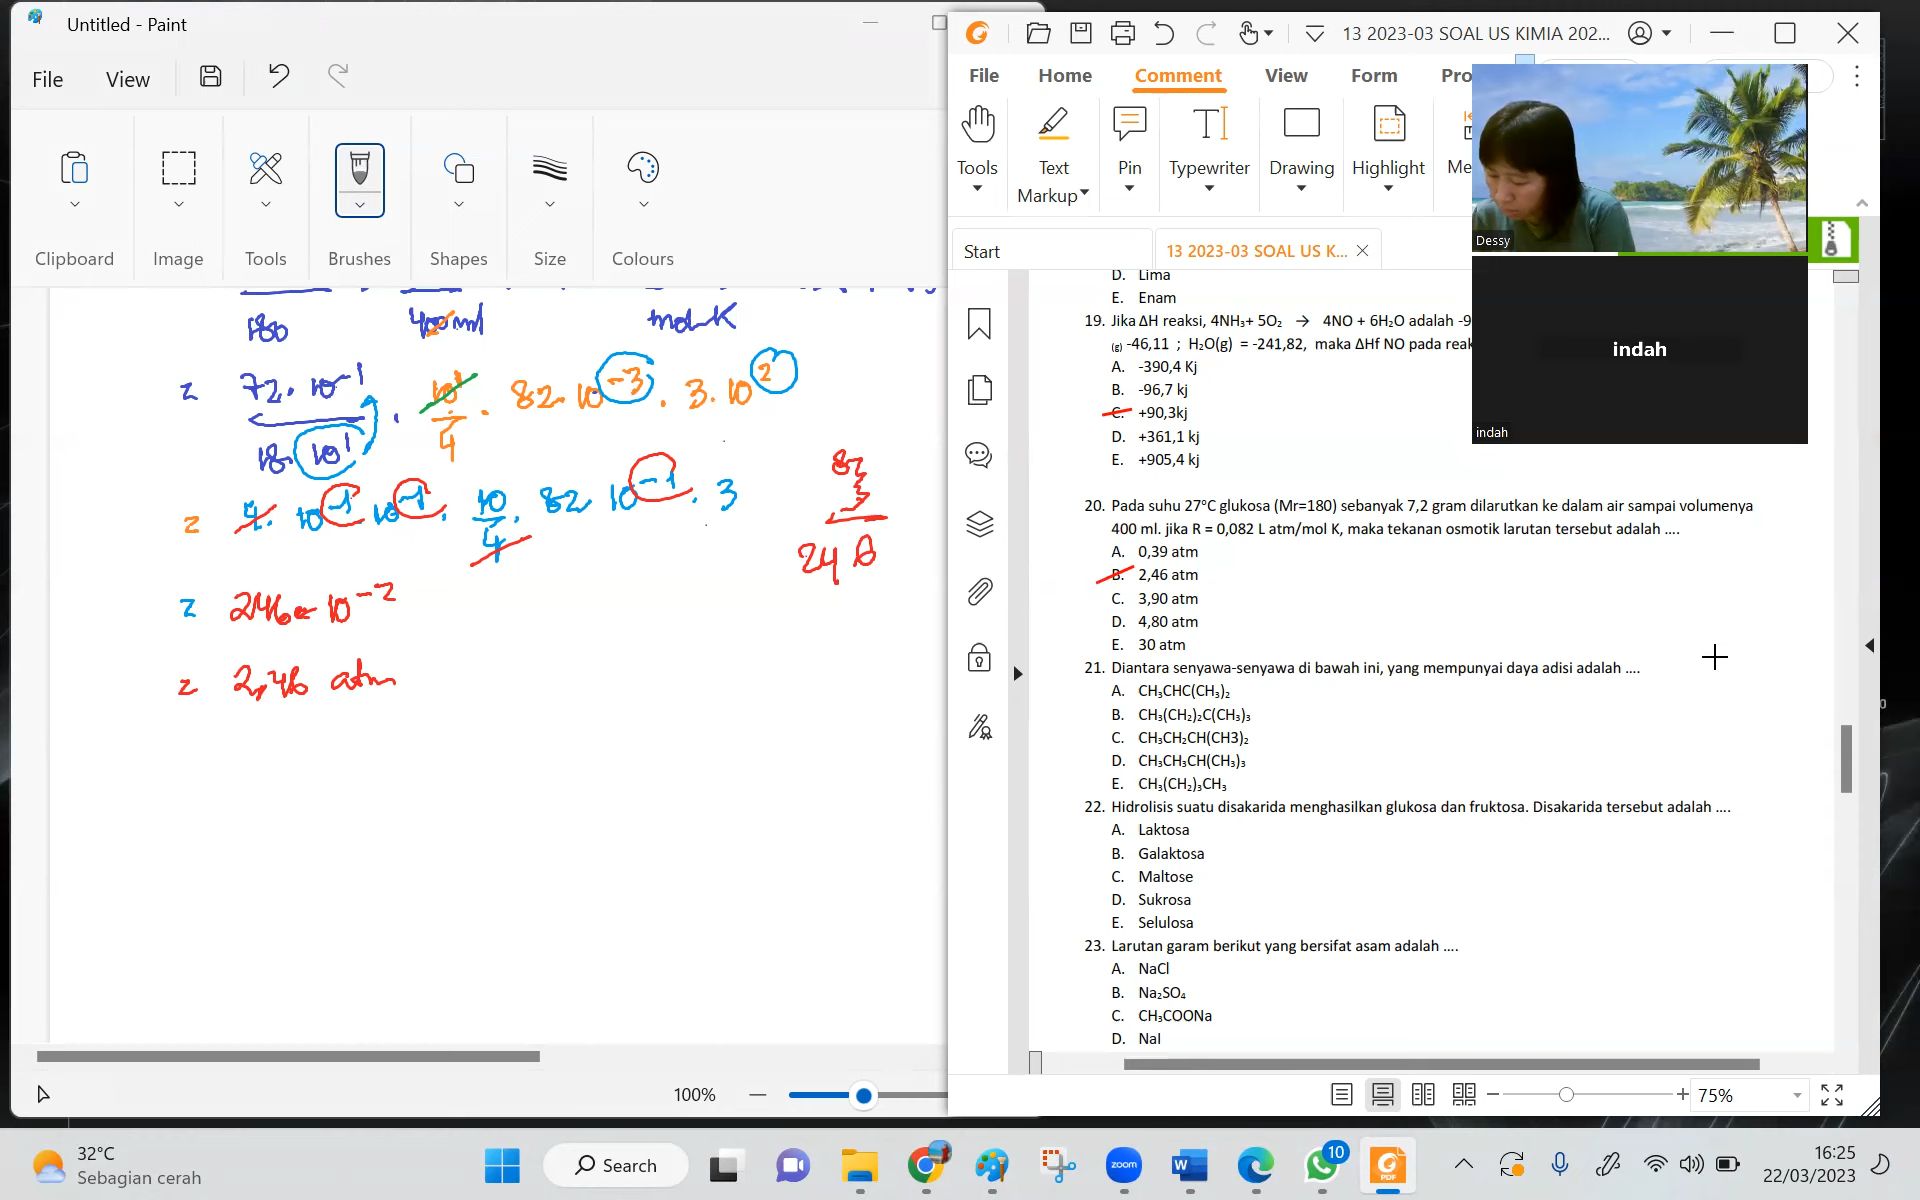 Untitled - Paint
File View
Clipboard Image Tools Brushes Shapes Size Colours
180 400 ml mol K
= 72 . 10⁻¹ . 10¹ . 82 . 10⁻³ . 3 . 10²
18 . 10¹ 4
= 4 . 10⁻¹ 10⁻¹ . 10 . 82 10⁻¹ . 3
4
82
3
246
= 246 . 10⁻²
= 2,46 atm
100%
13 2023-03 SOAL US KIMIA 202...
File Home Comment View Form Pro
Tools Text Markup Pin Typewriter Drawing Highlight Me
Start 13 2023-03 SOAL US K...
Dessy
indah
indah
D. Lima
E. Enam
19. Jika ΔH reaksi, 4NH₃+ 5O₂ → 4NO + 6H₂O adalah -9
(g) -46,11 ; H₂O(g) = -241,82, maka ΔHf NO pada reak
A. -390,4 Kj
B. -96,7 kj
C. +90,3kj
D. +361,1 kj
E. +905,4 kj
20. Pada suhu 27°C glukosa (Mr=180) sebanyak 7,2 gram dilarutkan ke dalam air sampai volumenya
400 ml. jika R = 0,082 L atm/mol K, maka tekanan osmotik larutan tersebut adalah ....
A. 0,39 atm
B. 2,46 atm
C. 3,90 atm
D. 4,80 atm
E. 30 atm
21. Diantara senyawa-senyawa di bawah ini, yang mempunyai daya adisi adalah ....
A. CH₃CHC(CH₃)₂
B. CH₃(CH₂)₂C(CH₃)₃
C. CH₃CH₂CH(CH3)₂
D. CH₃CH₃CH(CH₃)₃
E. CH₃(CH₂)₃CH₃
22. Hidrolisis suatu disakarida menghasilkan glukosa dan fruktosa. Disakarida tersebut adalah ....
A. Laktosa
B. Galaktosa
C. Maltose
D. Sukrosa
E. Selulosa
23. Larutan garam berikut yang bersifat asam adalah ....
A. NaCl
B. Na₂SO₄
C. CH₃COONa
D. NaI
75%
32°C
Sebagian cerah
Search
zoom
10
PDF
16:25
22/03/2023